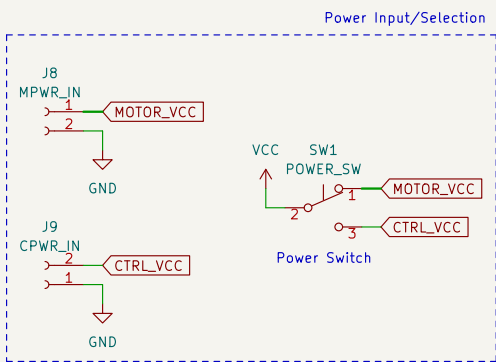 Power Input/Selection
J8
MPWR_IN
1
MOTOR_VCC
2
GND
VCC
SW1
POWER_SW
MOTOR_VCC
1
2
CTRL_VCC
3
Power Switch
J9
CPWR_IN
2
CTRL_VCC
1
GND